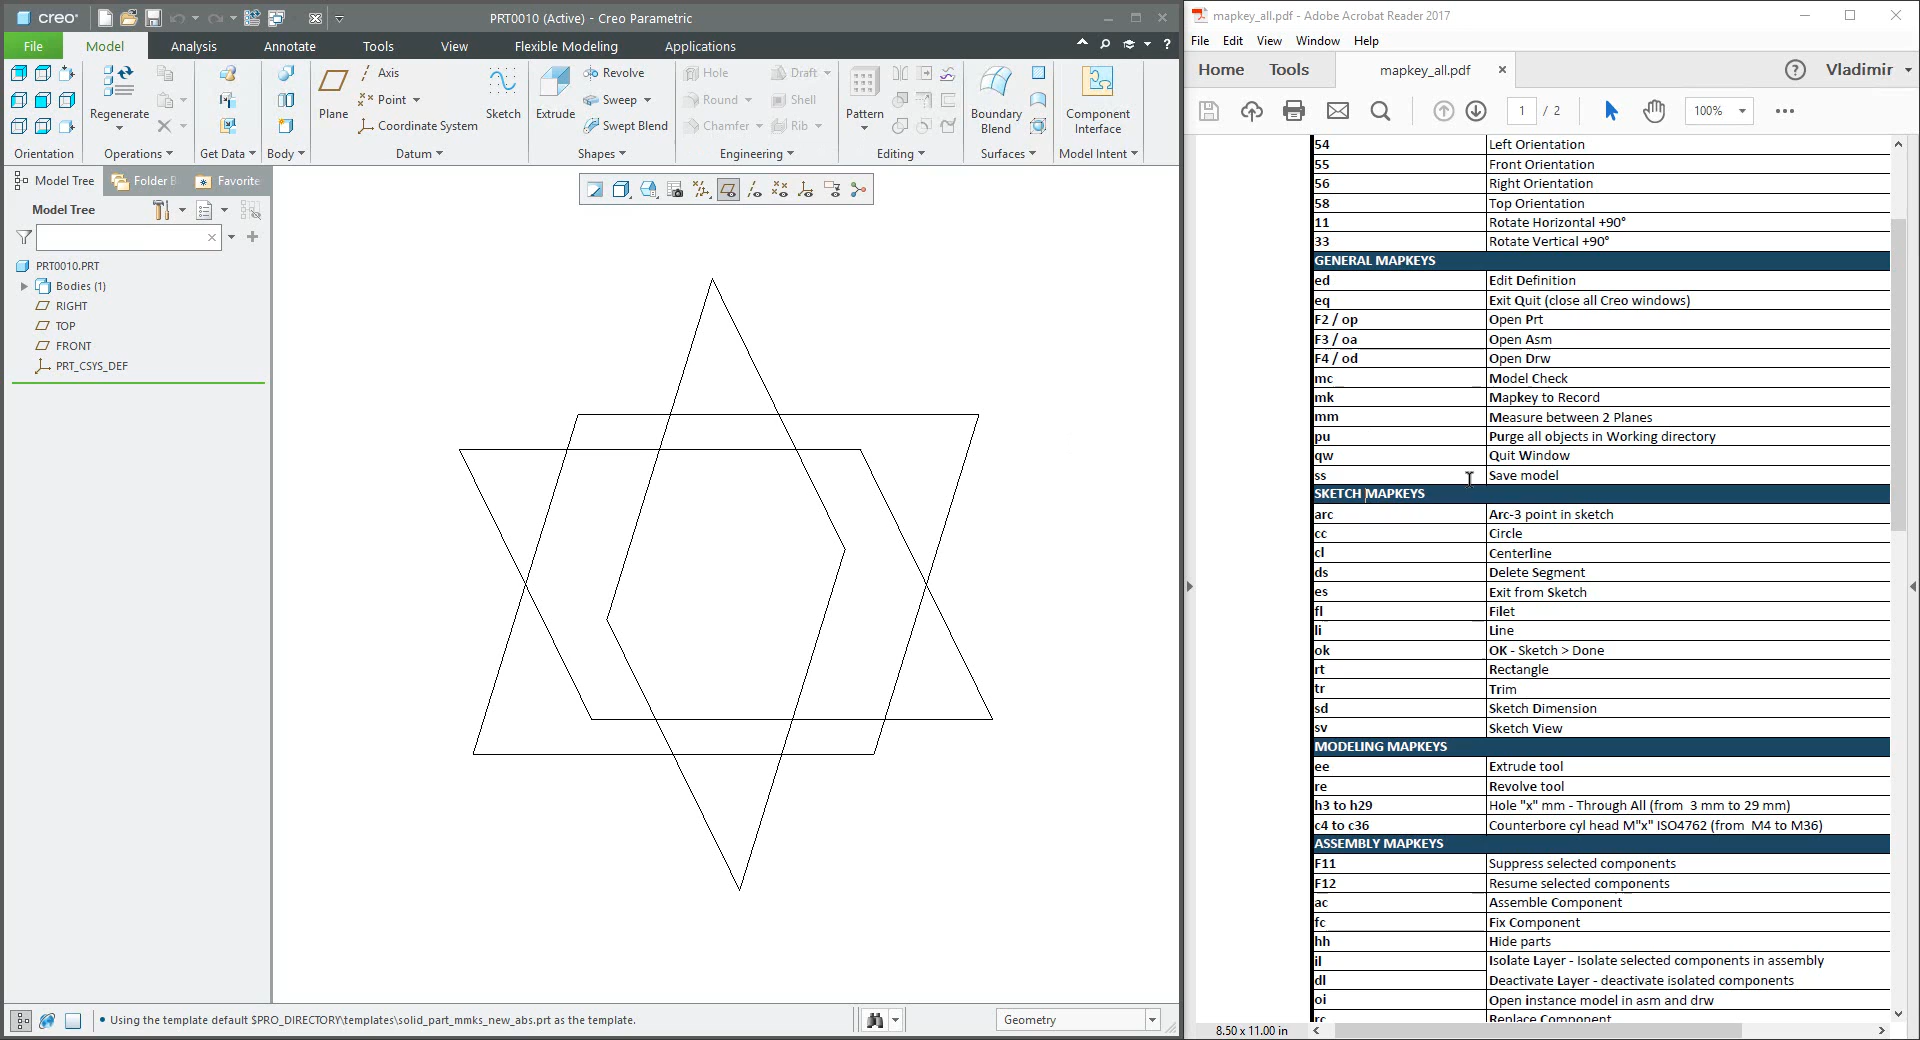 creo
PRT0010 (Active) - Creo Parametric
File
Model
Analysis
Annotate
Tools
View
Flexible Modeling
Applications
Regenerate
Plane
Axis
Point
Coordinate System
Sketch
Extrude
Revolve
Sweep
Swept Blend
Hole
Round
Chamfer
Draft
Shell
Rib
Pattern
Boundary Blend
Component Interface
Orientation
Operations
Get Data
Body
Datum
Shapes
Engineering
Editing
Surfaces
Model Intent
Model Tree
Folder B
Favorite
Model Tree
PRT0010.PRT
Bodies (1)
RIGHT
TOP
FRONT
PRT_CSYS_DEF
• Using the template default $PRO_DIRECTORY\templates\solid_part_mmks_new_abs.prt as the template.
Geometry
mapkey_all.pdf - Adobe Acrobat Reader 2017
File Edit View Window Help
Home
Tools
mapkey_all.pdf
Vladimir
1 / 2
100%
54 Left Orientation
55 Front Orientation
56 Right Orientation
58 Top Orientation
11 Rotate Horizontal +90°
33 Rotate Vertical +90°
GENERAL MAPKEYS
ed Edit Definition
eq Exit Quit (close all Creo windows)
F2 / op Open Prt
F3 / oa Open Asm
F4 / od Open Drw
mc Model Check
mk Mapkey to Record
mm Measure between 2 Planes
pu Purge all objects in Working directory
qw Quit Window
ss Save model
SKETCH MAPKEYS
arc Arc-3 point in sketch
cc Circle
cl Centerline
ds Delete Segment
es Exit from Sketch
fl Filet
li Line
ok OK - Sketch > Done
rt Rectangle
tr Trim
sd Sketch Dimension
sv Sketch View
MODELING MAPKEYS
ee Extrude tool
re Revolve tool
h3 to h29 Hole "x" mm - Through All (from 3 mm to 29 mm)
c4 to c36 Counterbore cyl head M"x" ISO4762 (from M4 to M36)
ASSEMBLY MAPKEYS
F11 Suppress selected components
F12 Resume selected components
ac Assemble Component
fc Fix Component
hh Hide parts
il Isolate Layer - Isolate selected components in assembly
dl Deactivate Layer - deactivate isolated components
oi Open instance model in asm and drw
rc Replace Component
8.50 x 11.00 in